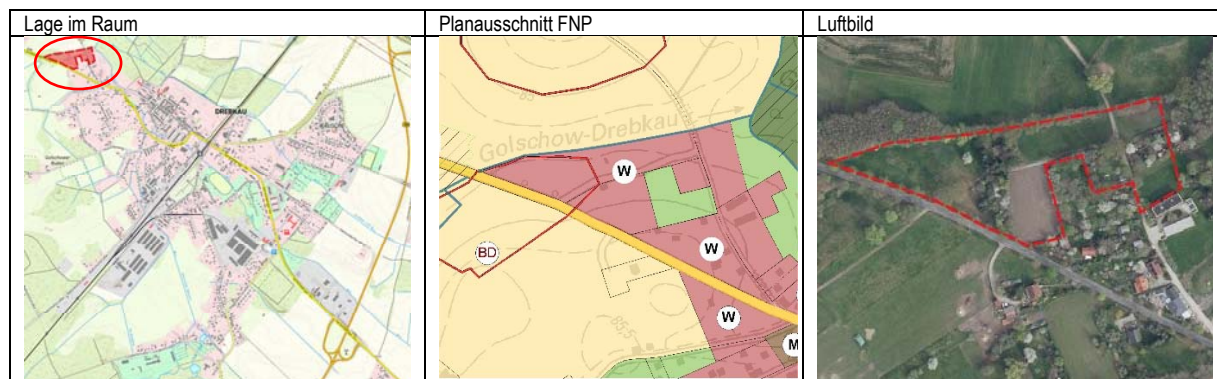 Lage im Raum
Planausschnitt FNP
Luftbild
DREBKAU
Golschow-Drebkau
85
W
W
BD
85.5
W
M